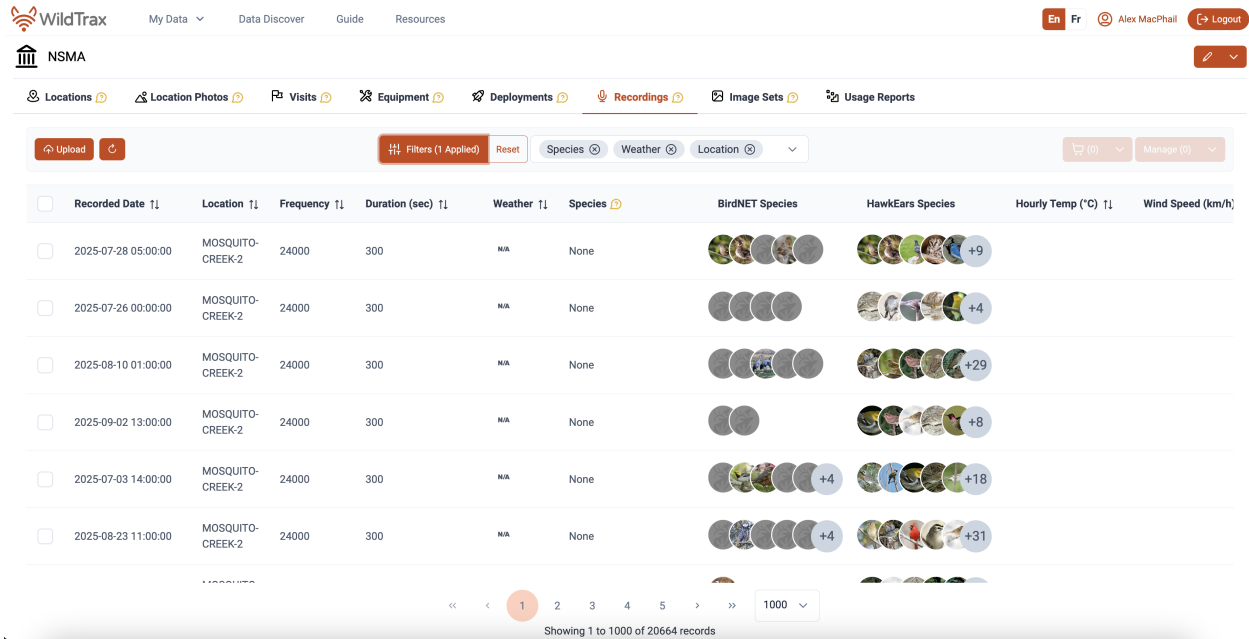 WildTrax My Data Data Discover Guide Resources En Fr Alex MacPhail Logout
NSMA
Locations Location Photos Visits Equipment Deployments Recordings Image Sets Usage Reports
Upload Filters (1 Applied) Reset Species Weather Location (0) Manage (0)
Recorded Date Location Frequency Duration (sec) Weather Species BirdNET Species HawkEars Species Hourly Temp (°C) Wind Speed (km/h)
2025-07-28 05:00:00 MOSQUITO-CREEK-2 24000 300 N/A None +9
2025-07-26 00:00:00 MOSQUITO-CREEK-2 24000 300 N/A None +4
2025-08-10 01:00:00 MOSQUITO-CREEK-2 24000 300 N/A None +29
2025-09-02 13:00:00 MOSQUITO-CREEK-2 24000 300 N/A None +8
2025-07-03 14:00:00 MOSQUITO-CREEK-2 24000 300 N/A None +4 +18
2025-08-23 11:00:00 MOSQUITO-CREEK-2 24000 300 N/A None +4 +31
« ‹ 1 2 3 4 5 › » 1000
Showing 1 to 1000 of 20664 records